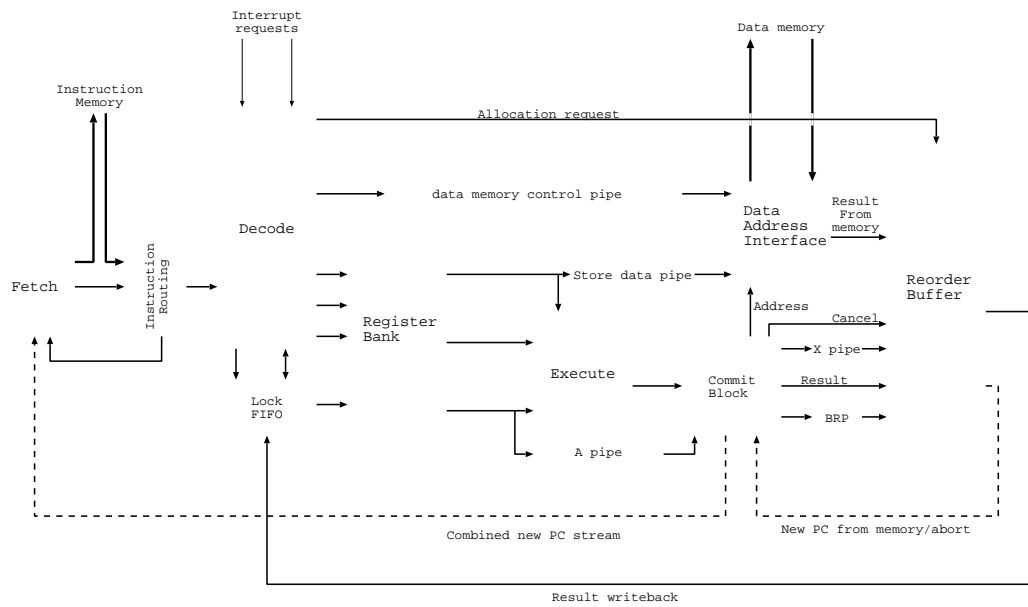 Interrupt
requests
Data memory
Instruction
Memory
Allocation request
data memory control pipe
Result
From
memory
Data
Address
Interface
Decode
Instruction
Routing
Fetch
Store data pipe
Reorder
Buffer
Address
Register
Bank
Cancel
X pipe
Execute
Commit
Block
Result
Lock
FIFO
BRP
A pipe
Combined new PC stream
New PC from memory/abort
Result writeback